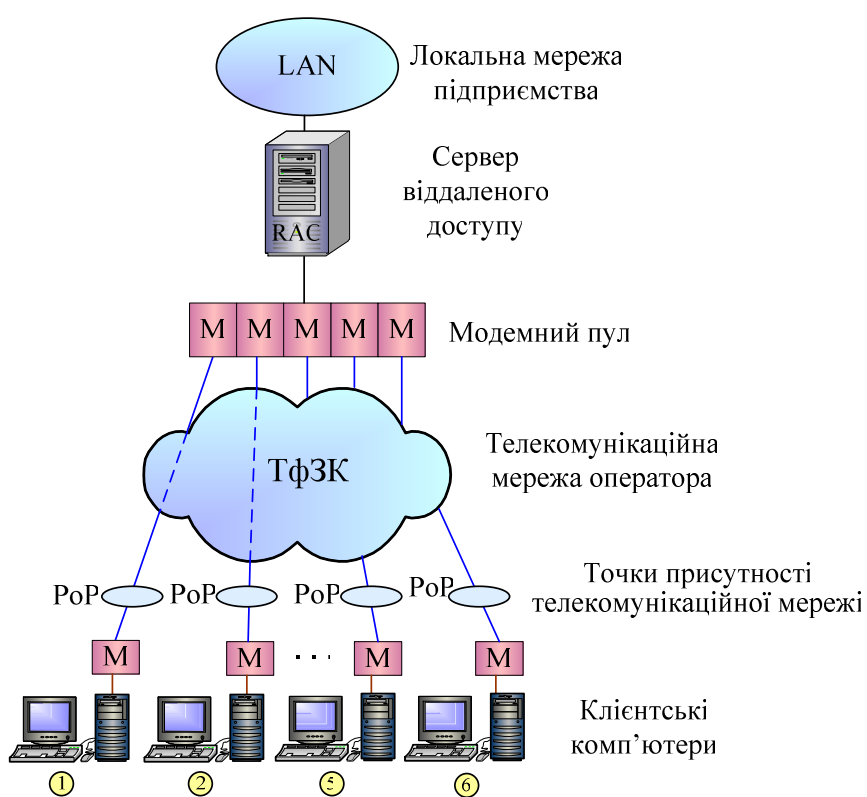 LAN
Локальна мережа
підприємства
RAC
Сервер
віддаленого
доступу
М М М М М
Модемний пул
ТфЗК
Телекомунікаційна
мережа оператора
PoP PoP PoP PoP
Точки присутності
телекомунікаційної мережі
М М . . . М М
Клієнтські
комп’ютери
1 2 5 6